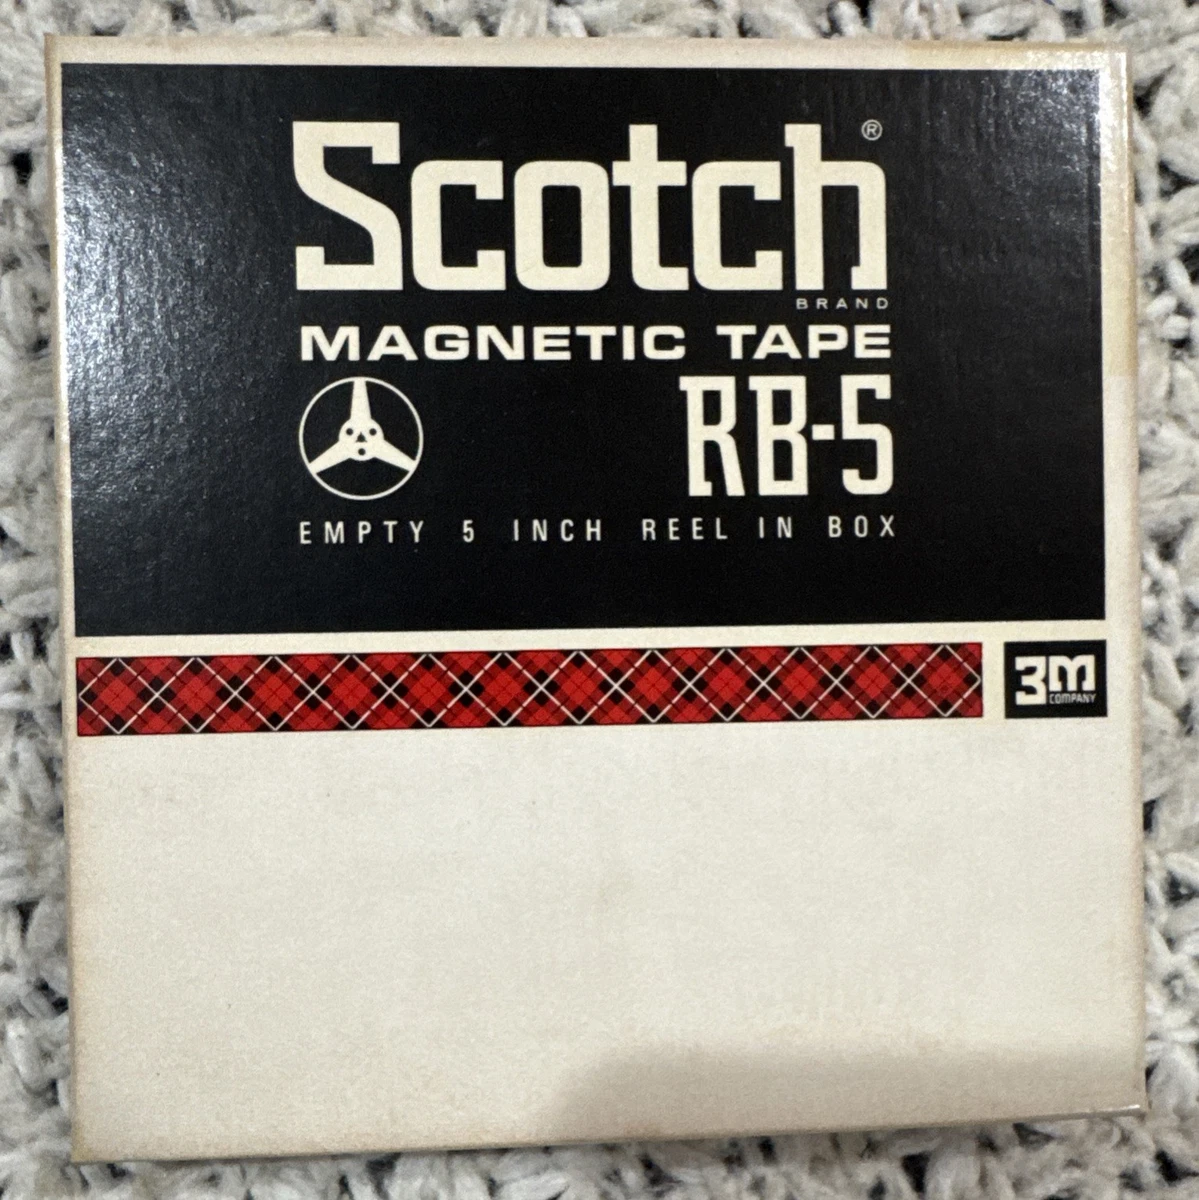 Scotch®
BRAND
MAGNETIC TAPE
RB-5
EMPTY 5 INCH REEL IN BOX
3M
COMPANY